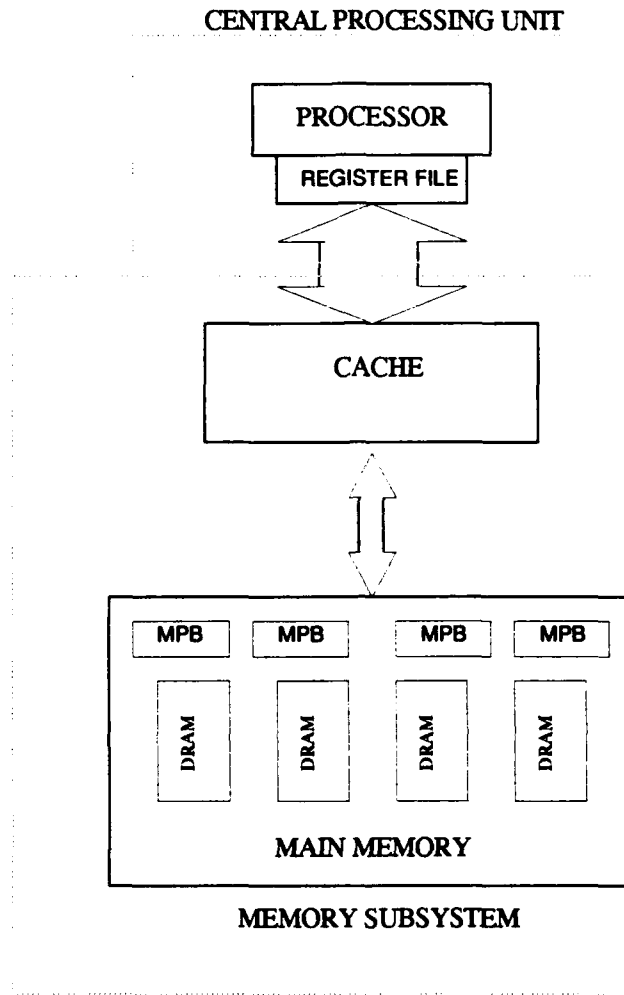 CENTRAL PROCESSING UNIT
PROCESSOR
REGISTER FILE
CACHE
MPB MPB MPB MPB
DRAM DRAM DRAM DRAM
MAIN MEMORY
MEMORY SUBSYSTEM